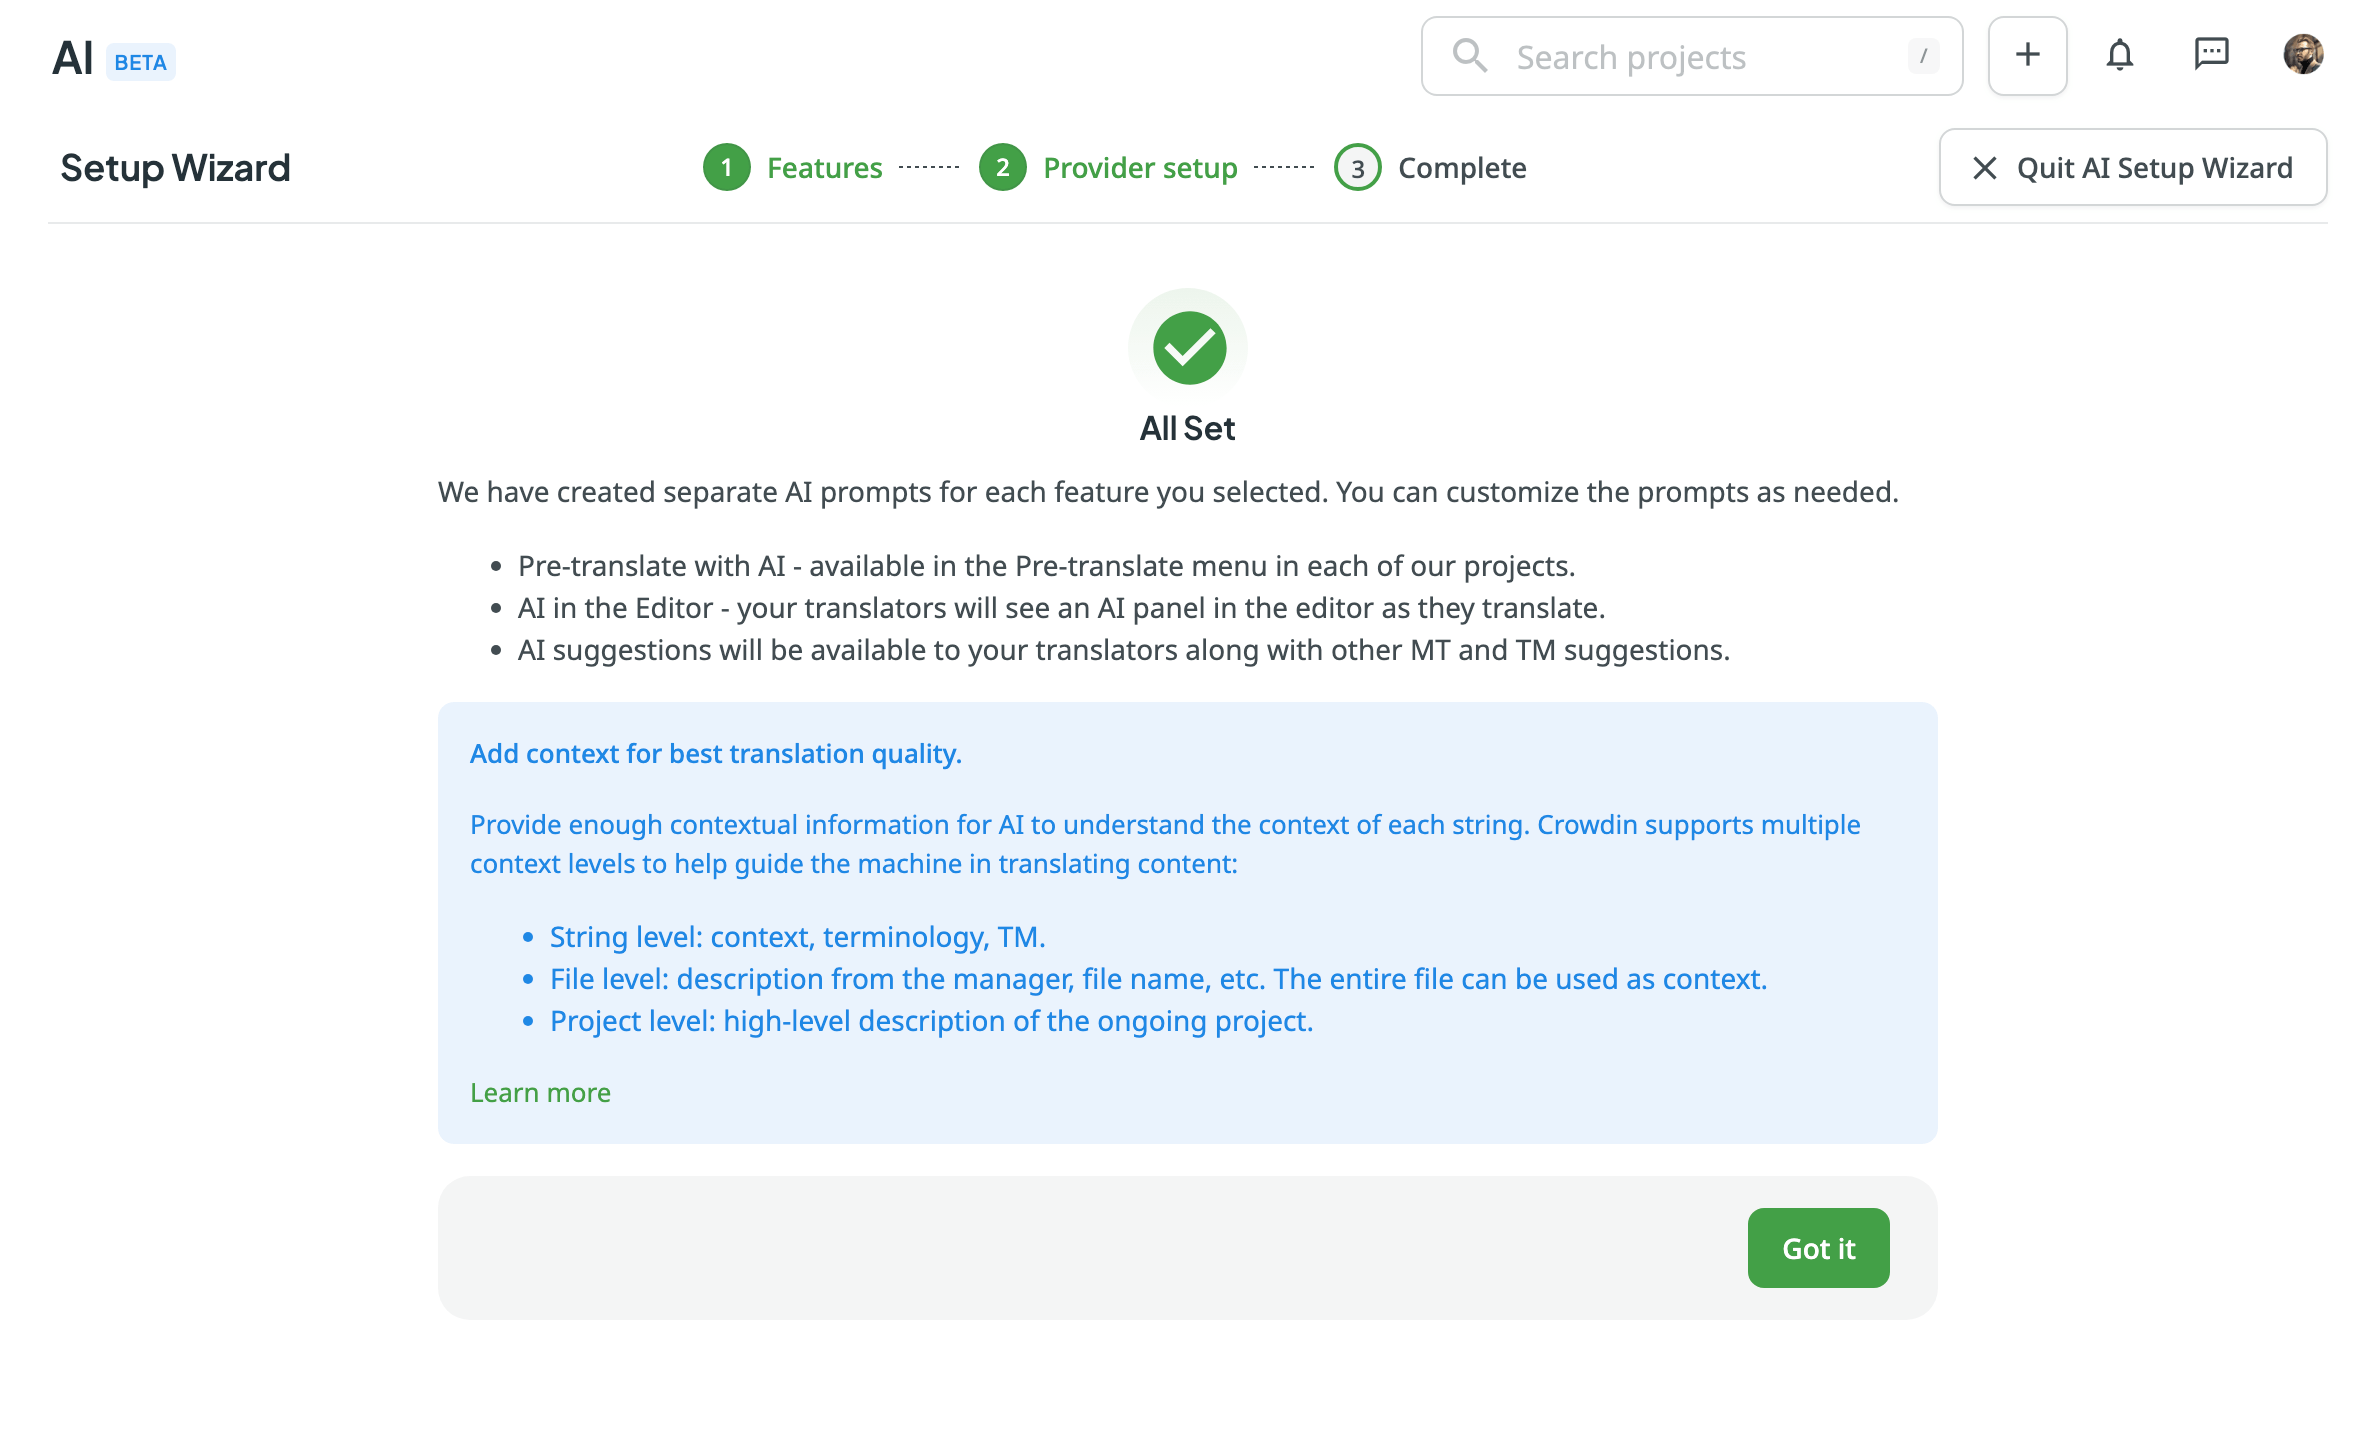 AI BETA
Search projects /
Setup Wizard
1 Features
2 Provider setup
3 Complete
Quit AI Setup Wizard
All Set
We have created separate AI prompts for each feature you selected. You can customize the prompts as needed.
• Pre-translate with AI - available in the Pre-translate menu in each of our projects.
• AI in the Editor - your translators will see an AI panel in the editor as they translate.
• AI suggestions will be available to your translators along with other MT and TM suggestions.
Add context for best translation quality.
Provide enough contextual information for AI to understand the context of each string. Crowdin supports multiple
context levels to help guide the machine in translating content:
• String level: context, terminology, TM.
• File level: description from the manager, file name, etc. The entire file can be used as context.
• Project level: high-level description of the ongoing project.
Learn more
Got it